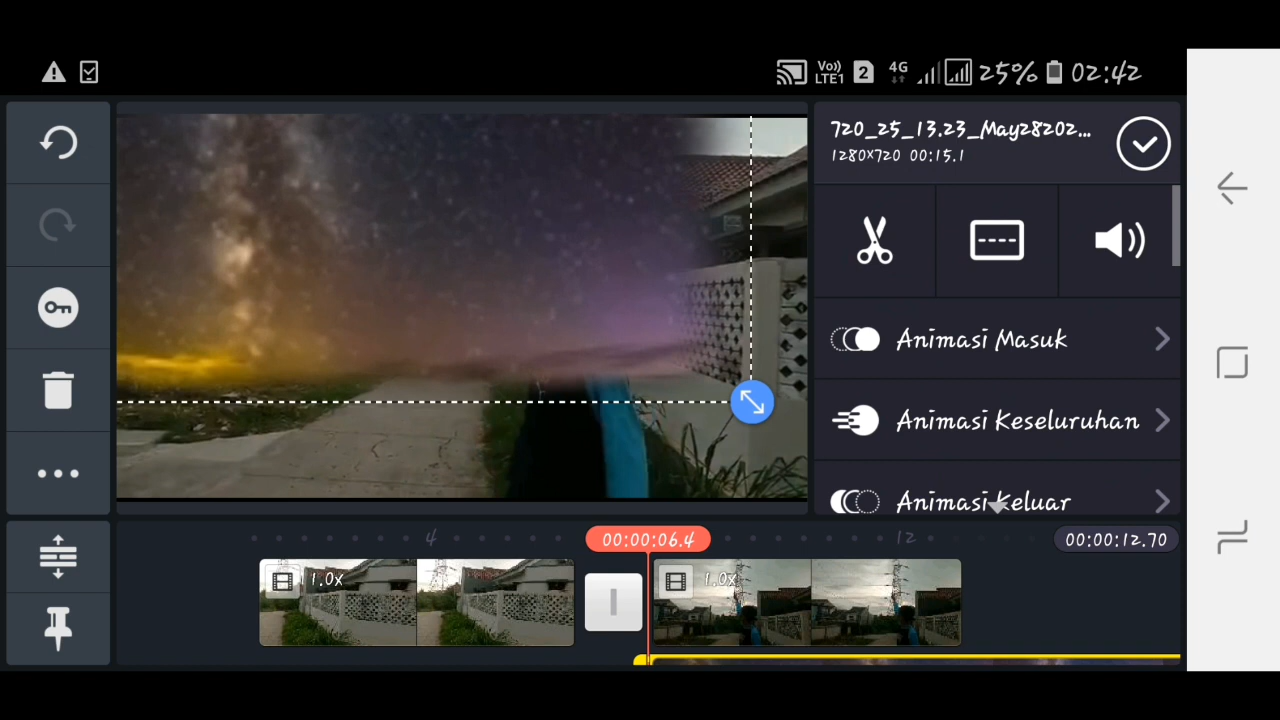 Vo)) LTE1 2 4G 25% 02:42
720_25_13.23_May28202...
1280x720 00:15.1
Animasi Masuk
Animasi Keseluruhan
Animasi Keluar
4 00:00:06.4 12 00:00:12.70
1.0x 1.0x